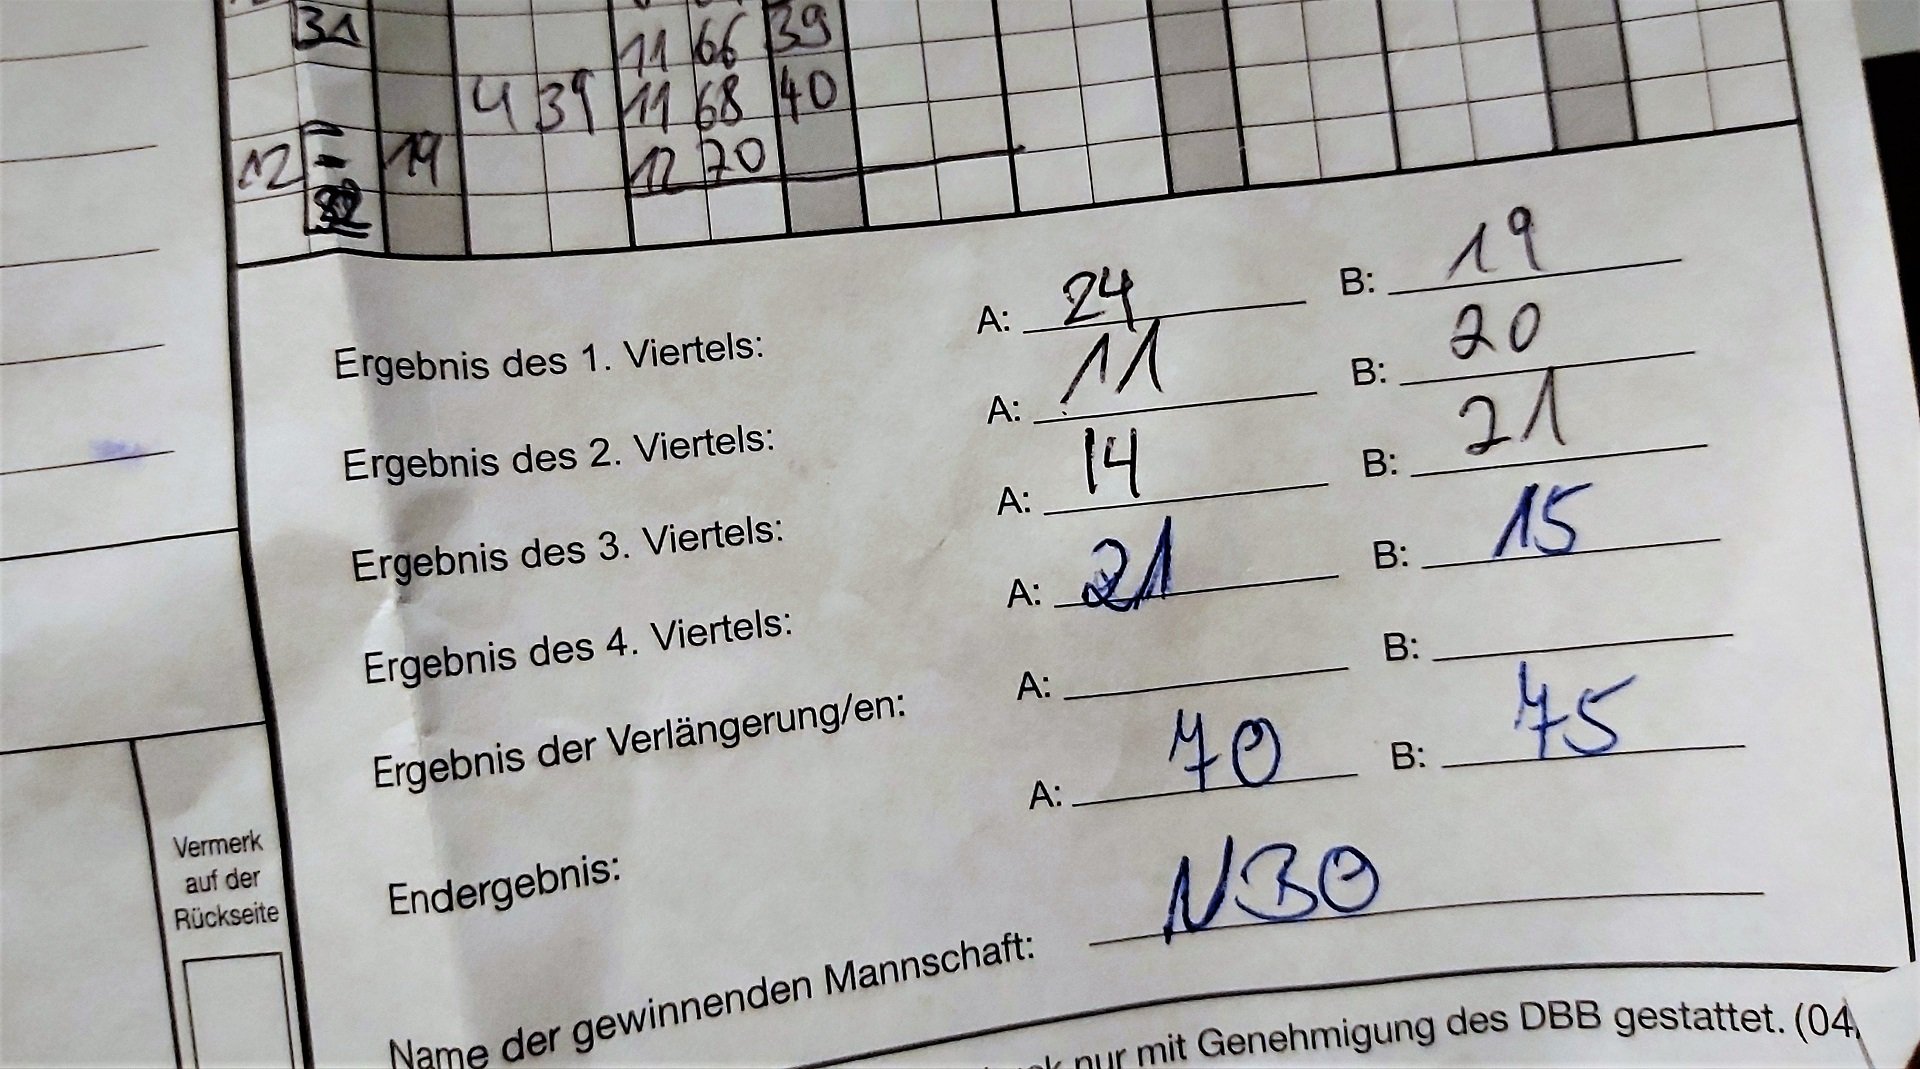 31 11 66 39
4 39 11 68 40
12 19 12 70
Ergebnis des 1. Viertels: A: 24 B: 19
Ergebnis des 2. Viertels: A: 11 B: 20
Ergebnis des 3. Viertels: A: 14 B: 21
Ergebnis des 4. Viertels: A: 21 B: 15
Ergebnis der Verlängerung/en: A: B:
Endergebnis: A: 70 B: 75
Name der gewinnenden Mannschaft: NBO
Vermerk
auf der
Rückseite
nur mit Genehmigung des DBB gestattet. (04